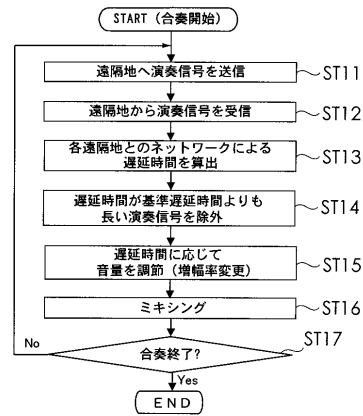 START（合奏開始）
遠隔地へ演奏信号を送信
ST11
遠隔地から演奏信号を受信
ST12
各遠隔地とのネットワークによる
遅延時間を算出
ST13
遅延時間が基準遅延時間よりも
長い演奏信号を除外
ST14
遅延時間に応じて
音量を調節（増幅率変更）
ST15
ミキシング
ST16
合奏終了?
ST17
No
Yes
END